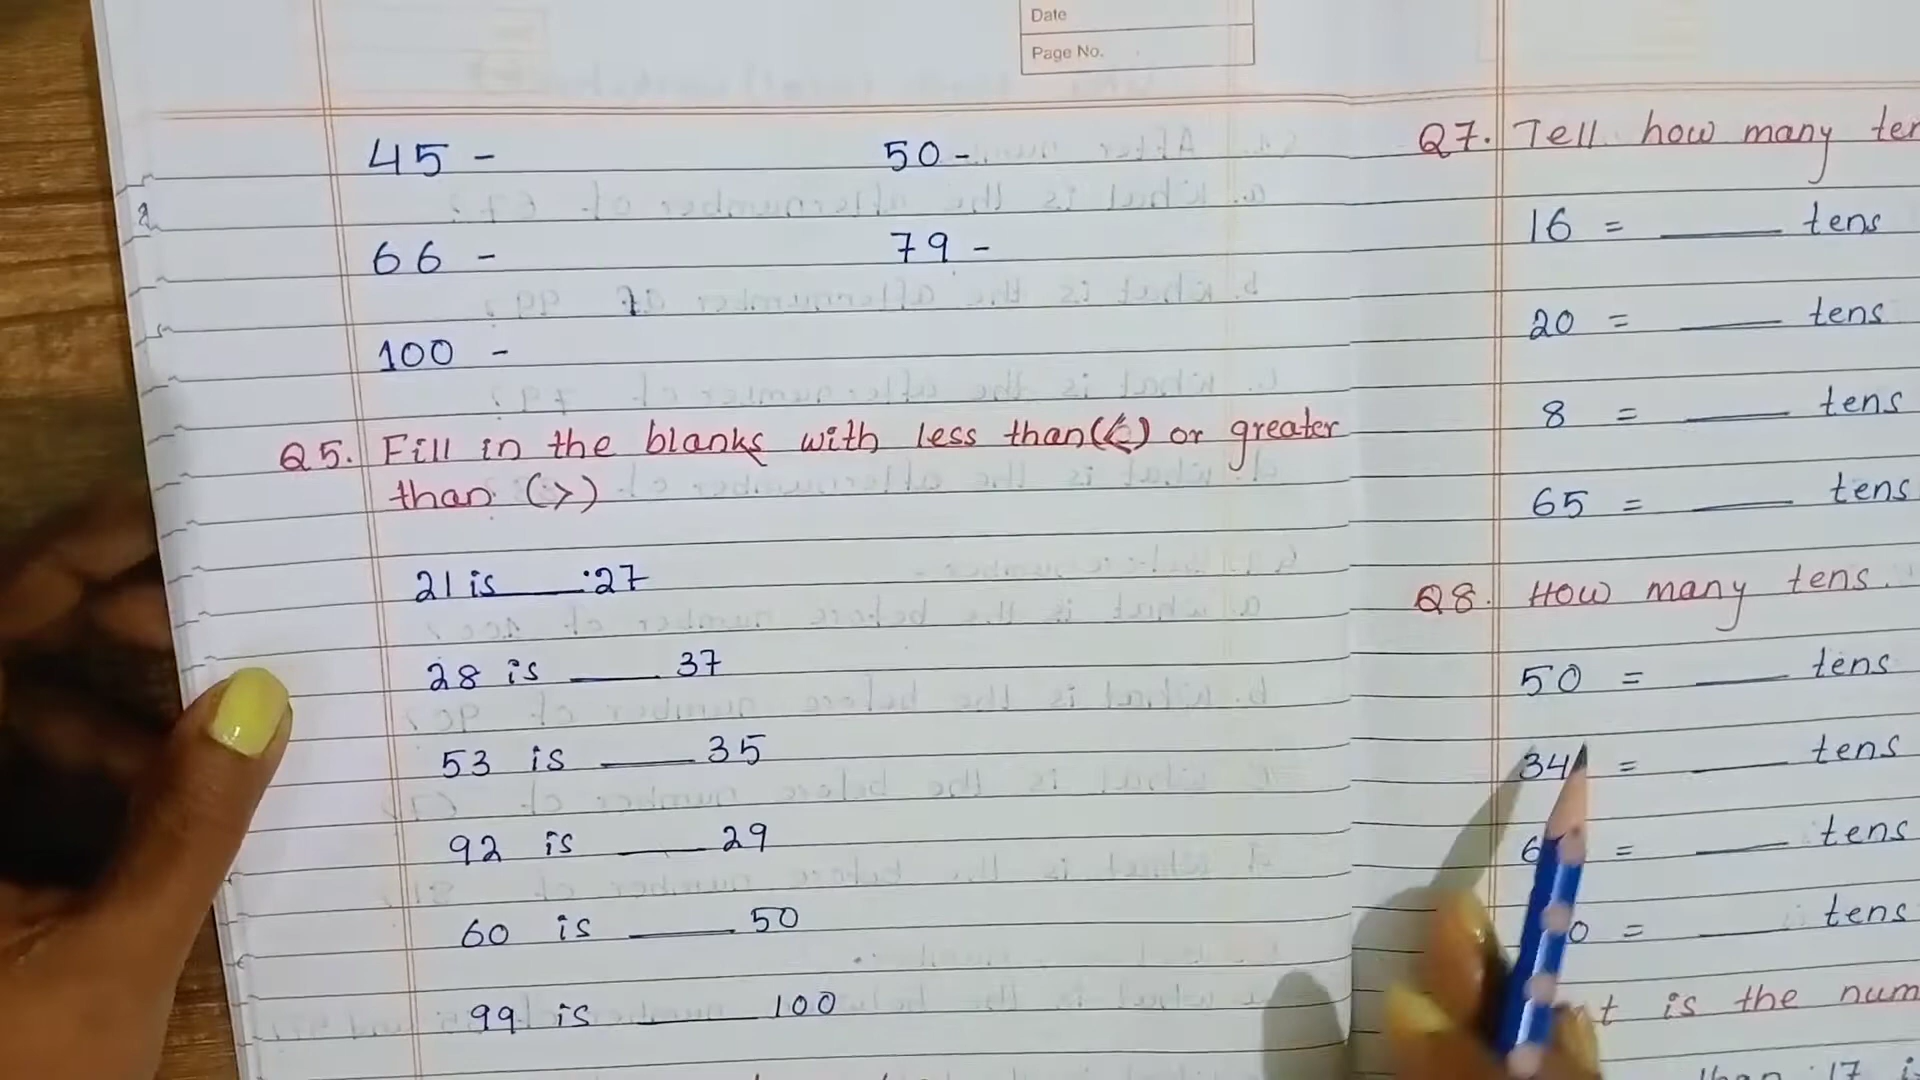 Date
Page No.
45 - 50 -
66 - 79 -
100 -
Q5. Fill in the blanks with less than (<) or greater
than (>)
21 is ____ 27
28 is ____ 37
53 is ____ 35
92 is ____ 29
60 is ____ 50
99 is ____ 100
Q7. Tell how many
16 = ____ tens
20 = ____ tens
8 = ____ tens
65 = ____ tens
Q8. How many tens.
50 = ____ tens
34 = ____ tens
= ____ tens
= ____ tens
is the
17